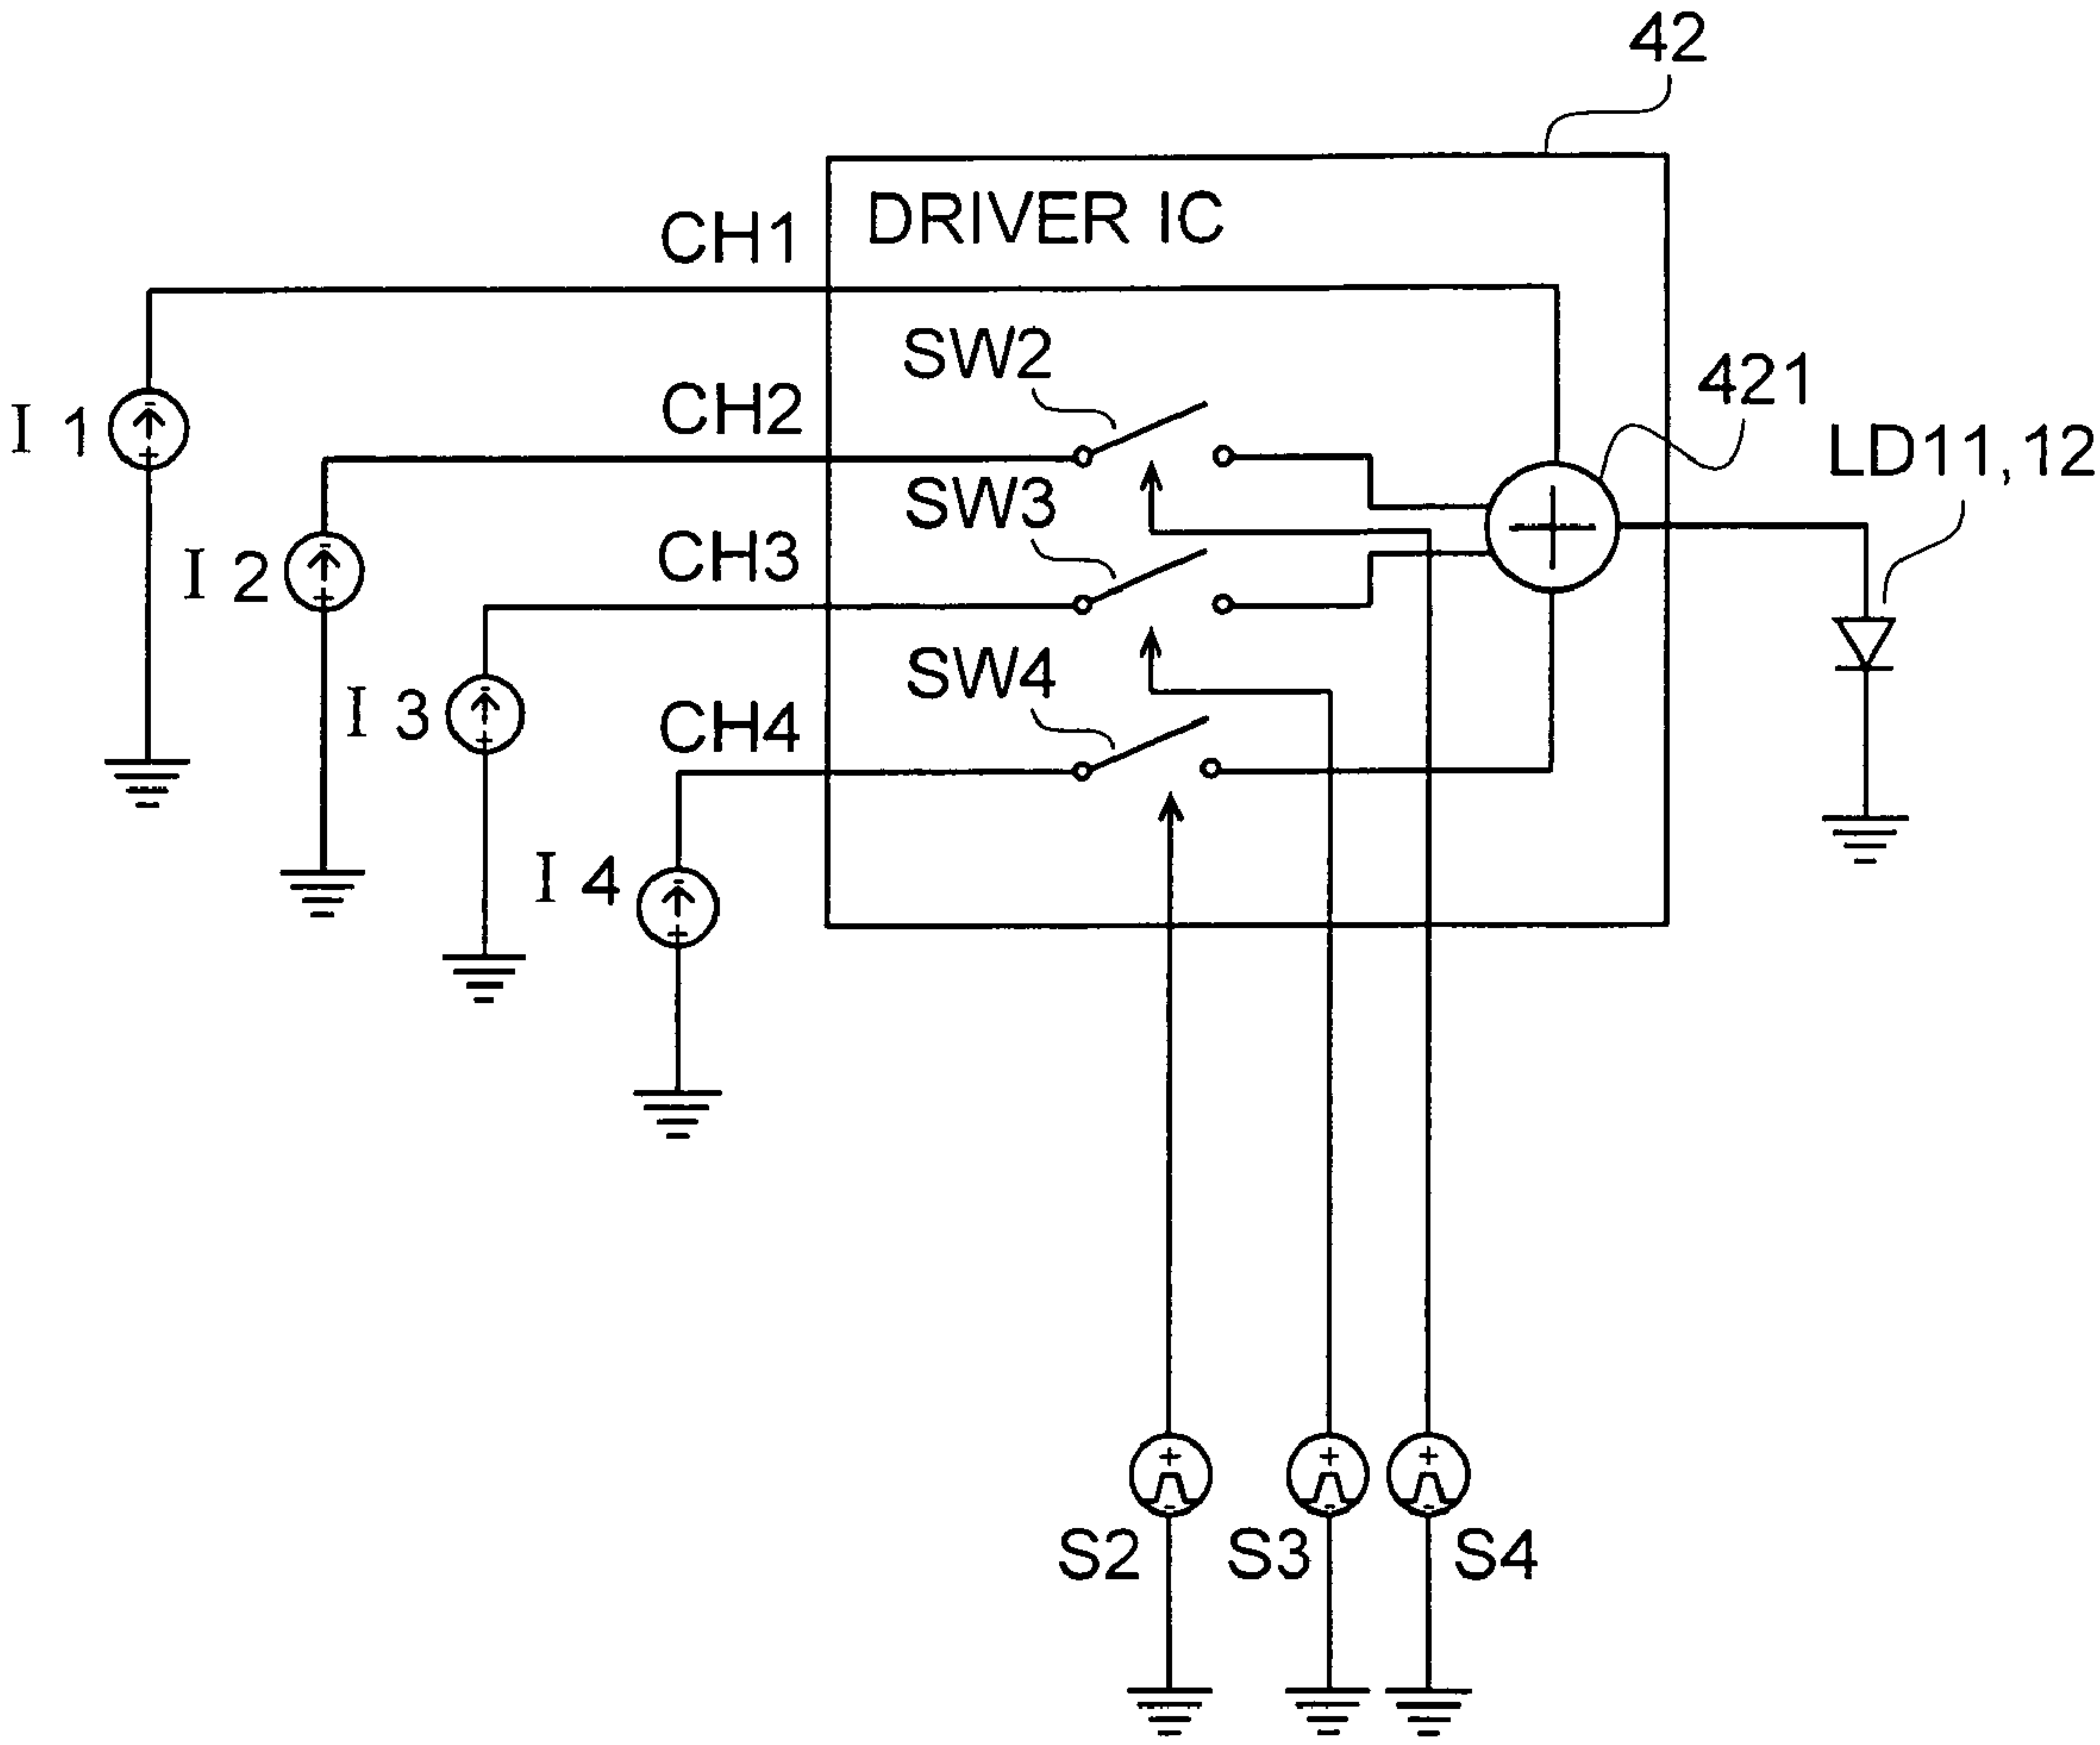 42
DRIVER IC
CH1
SW2
421
CH2
I 1
LD11,12
SW3
CH3
I 2
SW4
I 3
CH4
I 4
+
-
S2
S3
S4